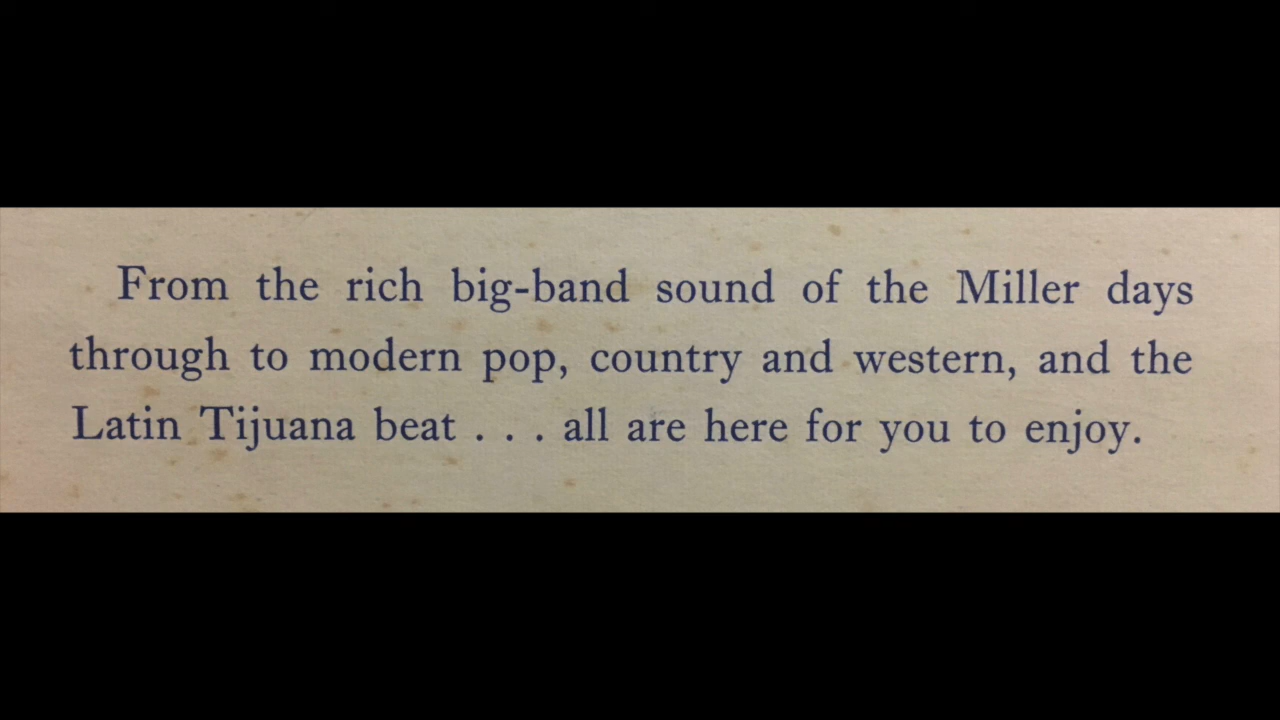 From the rich big-band sound of the Miller days
through to modern pop, country and western, and the
Latin Tijuana beat . . . all are here for you to enjoy.